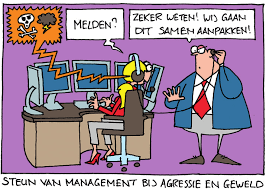 MELDEN?
ZEKER WETEN! WIJ GAAN
DIT SAMEN AANPAKKEN!
STEUN VAN MANAGEMENT BIJ AGRESSIE EN GEWELD